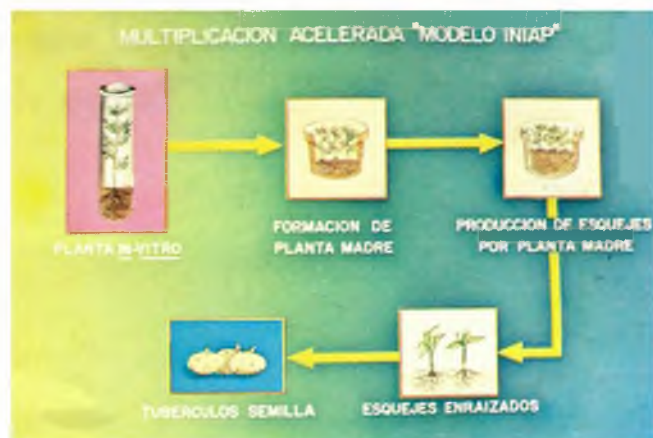 MULTIPLICACION ACELERADA "MODELO INIAP"
PLANTA IN-VITRO
FORMACION DE
PLANTA MADRE
PRODUCCION DE ESQUEJES
POR PLANTA MADRE
TUBERCULOS SEMILLA
ESQUEJES ENRAIZADOS